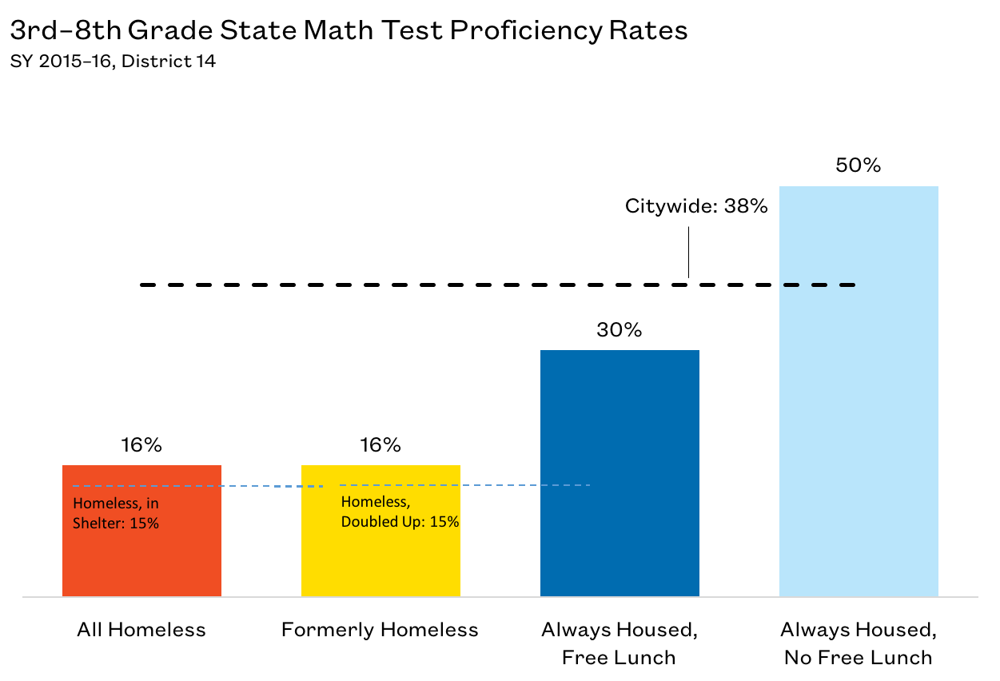 3rd–8th Grade State Math Test Proficiency Rates
SY 2015–16, District 14
50%
Citywide: 38%
30%
16%
16%
Homeless, in
Shelter: 15%
Homeless,
Doubled Up: 15%
All Homeless
Formerly Homeless
Always Housed,
Free Lunch
Always Housed,
No Free Lunch